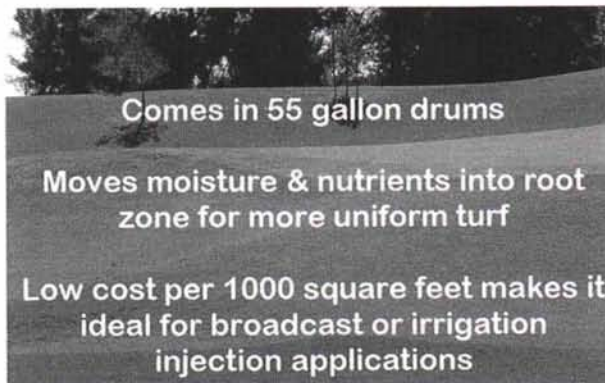 Comes in 55 gallon drums
Moves moisture & nutrients into root
zone for more uniform turf
Low cost per 1000 square feet makes it
ideal for broadcast or irrigation
injection applications